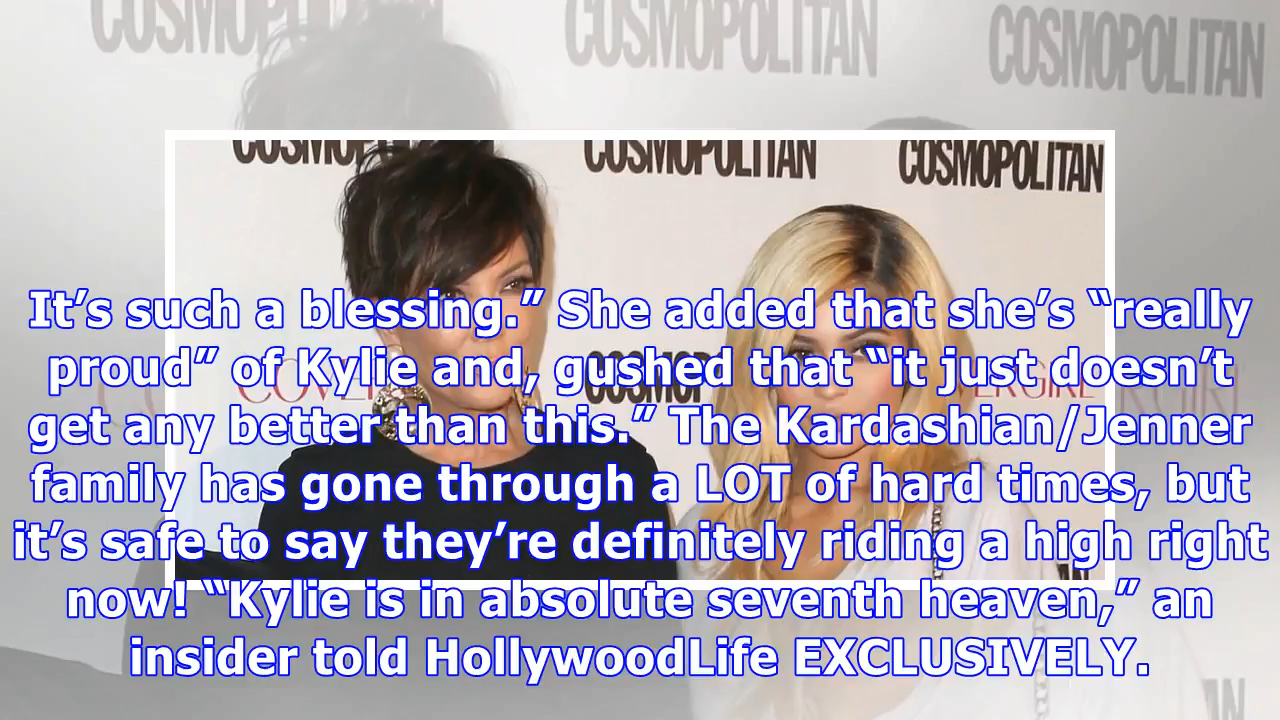 COSMOPOLITAN
COSMOPOLITAN
COSMOPOLITAN
COSMOPOLITAN
COSMOPOLITAN
COSMOPOLITAN
It’s such a blessing.” She added that she’s “really
proud” of Kylie and, gushed that “it just doesn’t
get any better than this.” The Kardashian/Jenner
family has gone through a LOT of hard times, but
it’s safe to say they’re definitely riding a high right
now! “Kylie is in absolute seventh heaven,” an
insider told HollywoodLife EXCLUSIVELY.